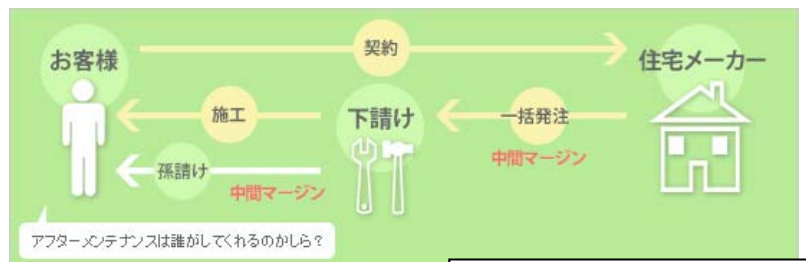 契約
お客様
住宅メーカー
施工
下請け
一括発注
孫請け
中間マージン
中間マージン
アフターメンテナンスは誰がしてくれるのかしら?